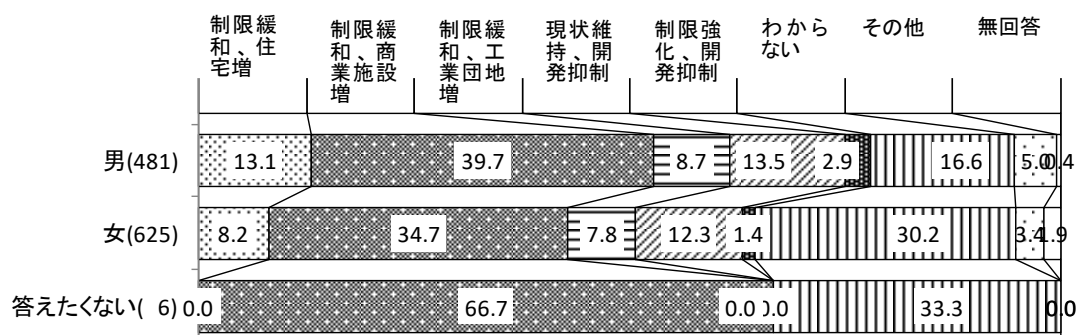 制限緩
和、住
宅増
制限緩
和、商
業施設
増
制限緩
和、工
業団地
増
現状維
持、開
発抑制
制限強
化、開
発抑制
わから
ない
その他
無回答
男(481)
13.1
39.7
8.7
13.5
2.9
16.6
5.0
0.4
女(625)
8.2
34.7
7.8
12.3
1.4
30.2
3.4
1.9
答えたくない( 6)
0.0
66.7
0.0
0.0
33.3
0.0